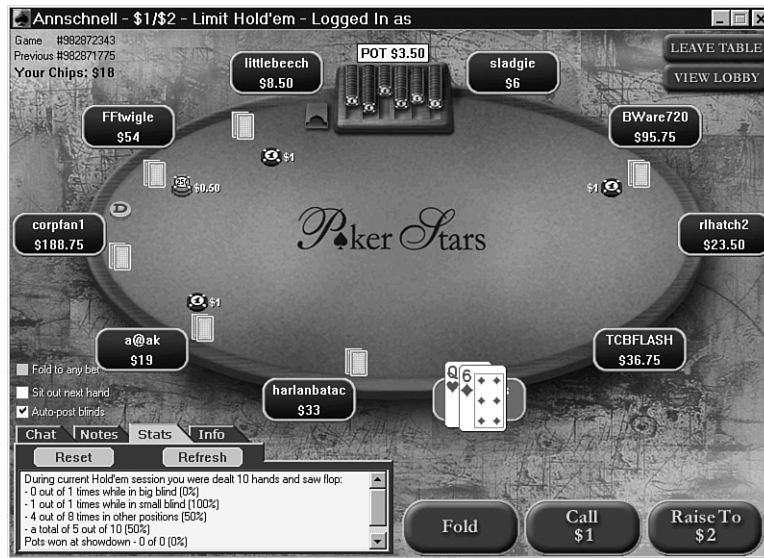 Annschnell - $1/$2 - Limit Hold'em - Logged In as
Game #982872343
Previous #982871775
Your Chips: $18
LEAVE TABLE
VIEW LOBBY
POT $3.50
littlebeech
$8.50
sladgie
$6
FFtwigle
$54
BWare720
$95.75
$1
25¢
$0.50
$1
D
corpfan1
$188.75
Poker Stars
rlhatch2
$23.50
$1
a@ak
$19
TCBFLASH
$36.75
harlanbatac
$33
Q
6
Fold to any bet
Sit out next hand
Auto-post blinds
Chat
Notes
Stats
Info
Reset
Refresh
During current Hold'em session you were dealt 10 hands and saw flop:
- 0 out of 1 times while in big blind (0%)
- 1 out of 1 times while in small blind (100%)
- 4 out of 8 times in other positions (50%)
- a total of 5 out of 10 (50%)
Pots won at showdown - 0 of 0 (0%)
Fold
Call
$1
Raise To
$2